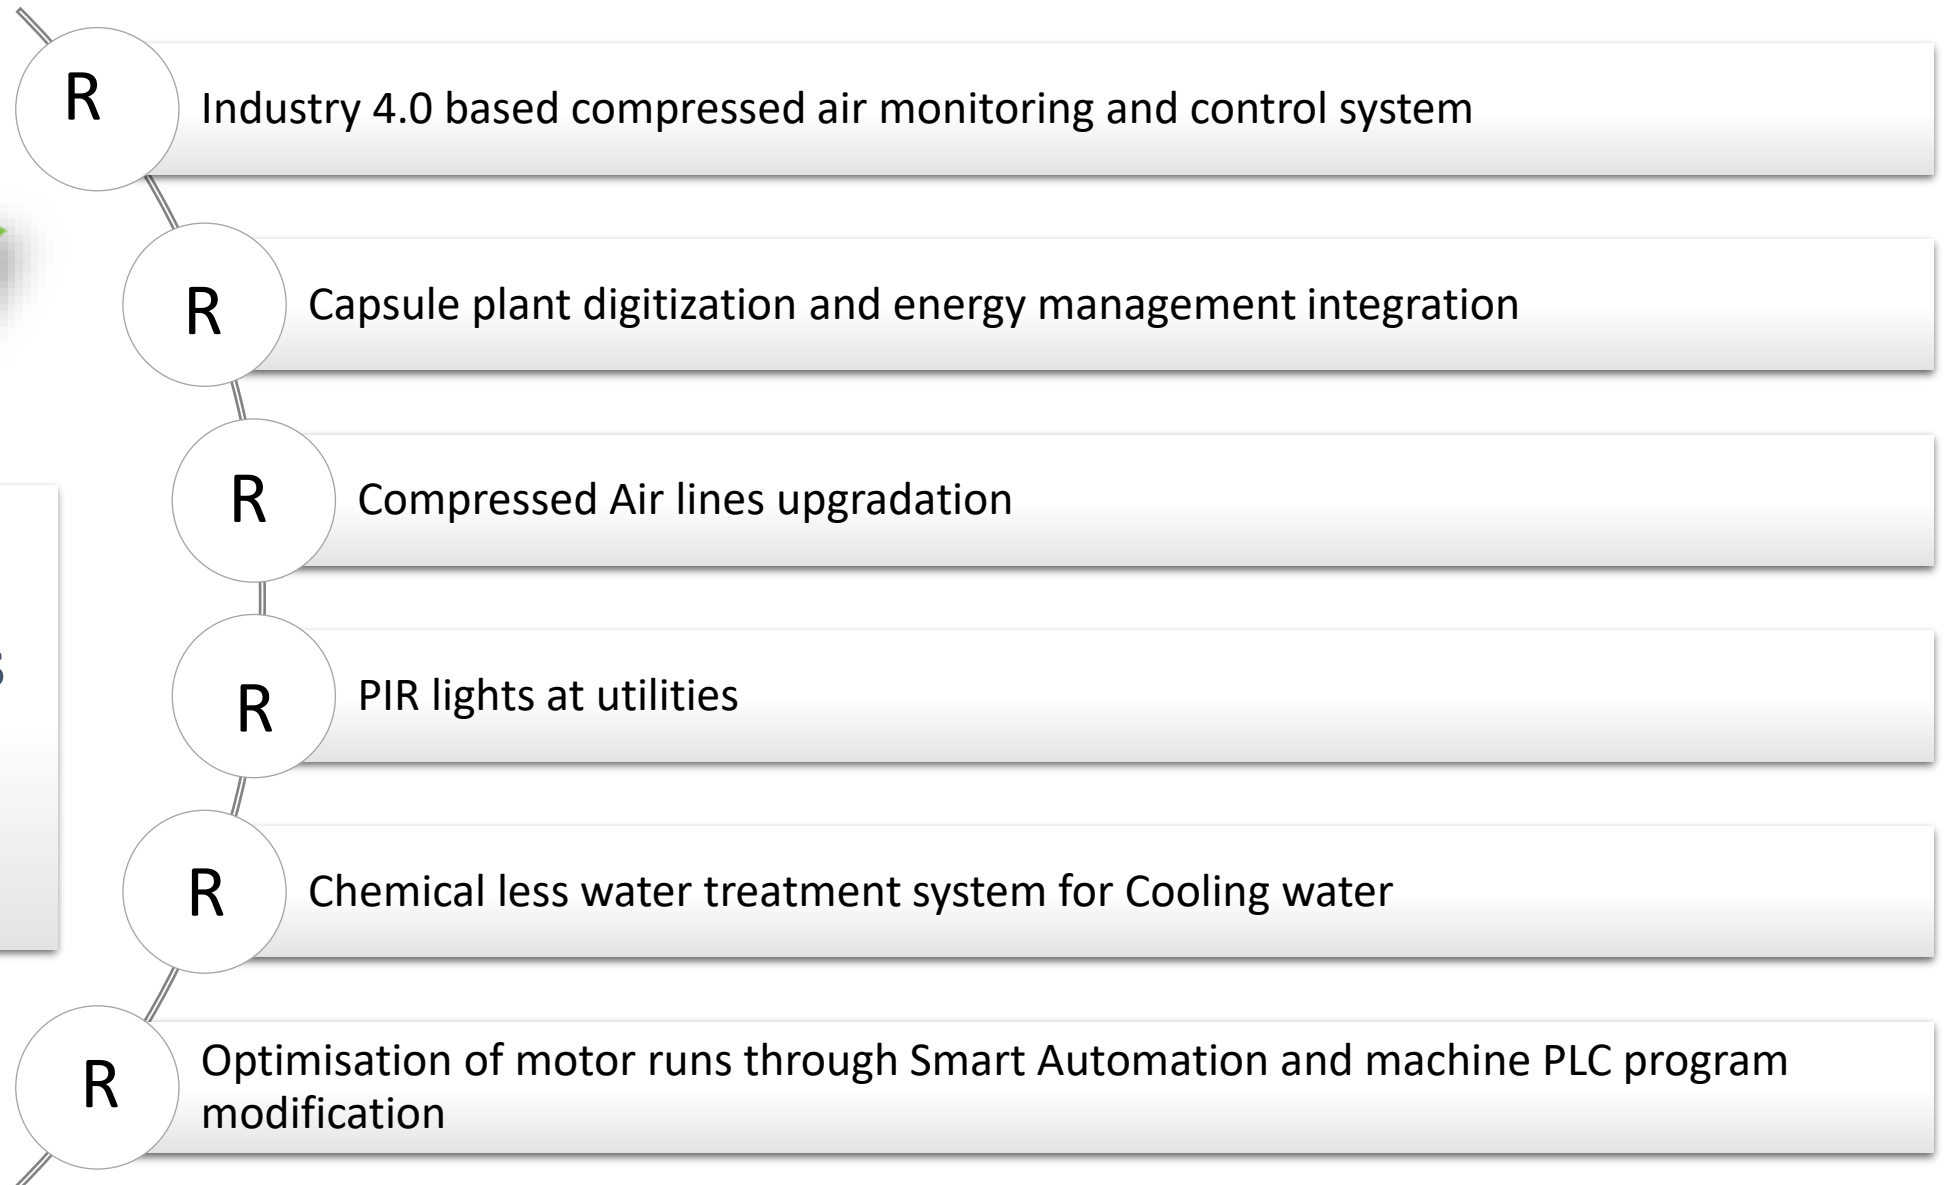 R
Industry 4.0 based compressed air monitoring and control system
R
Capsule plant digitization and energy management integration
R
Compressed Air lines upgradation
R
PIR lights at utilities
R
Chemical less water treatment system for Cooling water
R
Optimisation of motor runs through Smart Automation and machine PLC program
modification